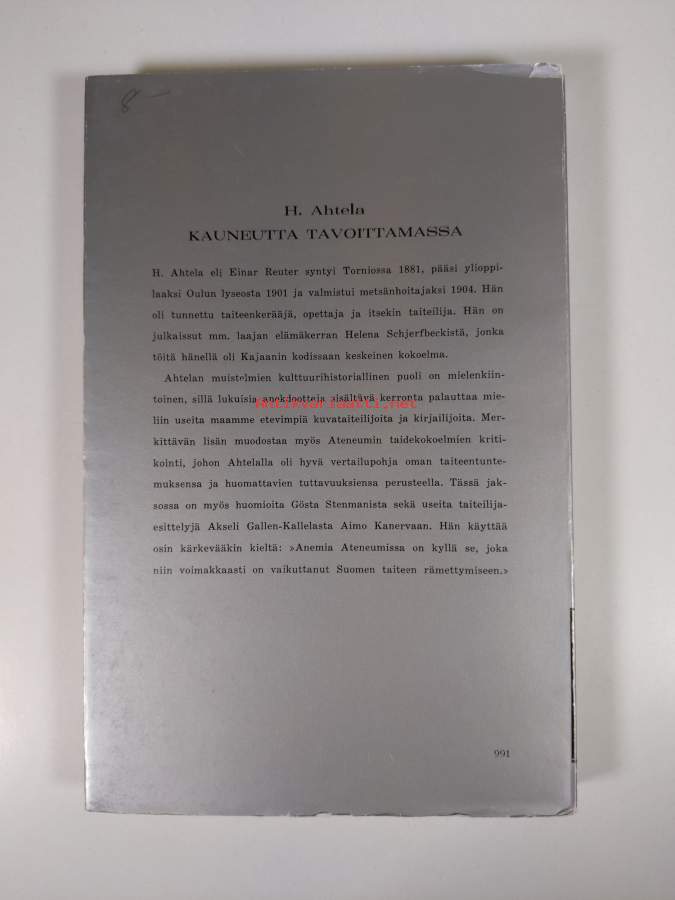 8 —
H. Ahtela
KAUNEUTTA TAVOITTAMASSA
H. Ahtela eli Einar Reuter syntyi Torniossa 1881, pääsi ylioppi-
laaksi Oulun lyseosta 1901 ja valmistui metsänhoitajaksi 1904. Hän
oli tunnettu taiteenkerääjä, opettaja ja itsekin taiteilija. Hän on
julkaissut mm. laajan elämäkerran Helena Schjerfbeckistä, jonka
töitä hänellä oli Kajaanin kodissaan keskeinen kokoelma.
Ahtelan muistelmien kulttuurihistoriallinen puoli on mielenkiin-
toinen, sillä lukuisia anekdootteja sisältävä kerronta palauttaa mie-
Antikvariaatti.net
liin useita maamme etevimpiä kuvataiteilijoita ja kirjailijoita. Mer-
kittävän lisän muodostaa myös Ateneumin taidekokoelmien kriti-
kointi, johon Ahtelalla oli hyvä vertailupohja oman taiteentunte-
muksensa ja huomattavien tuttavuuksiensa perusteella. Tässä jak-
sossa on myös huomioita Gösta Stenmanista sekä useita taiteilija-
esittelyjä Akseli Gallen-Kallelasta Aimo Kanervaan. Hän käyttää
osin kärkevääkin kieltä: »Anemia Ateneumissa on kyllä se, joka
niin voimakkaasti on vaikuttanut Suomen taiteen rämettymiseen.»
991